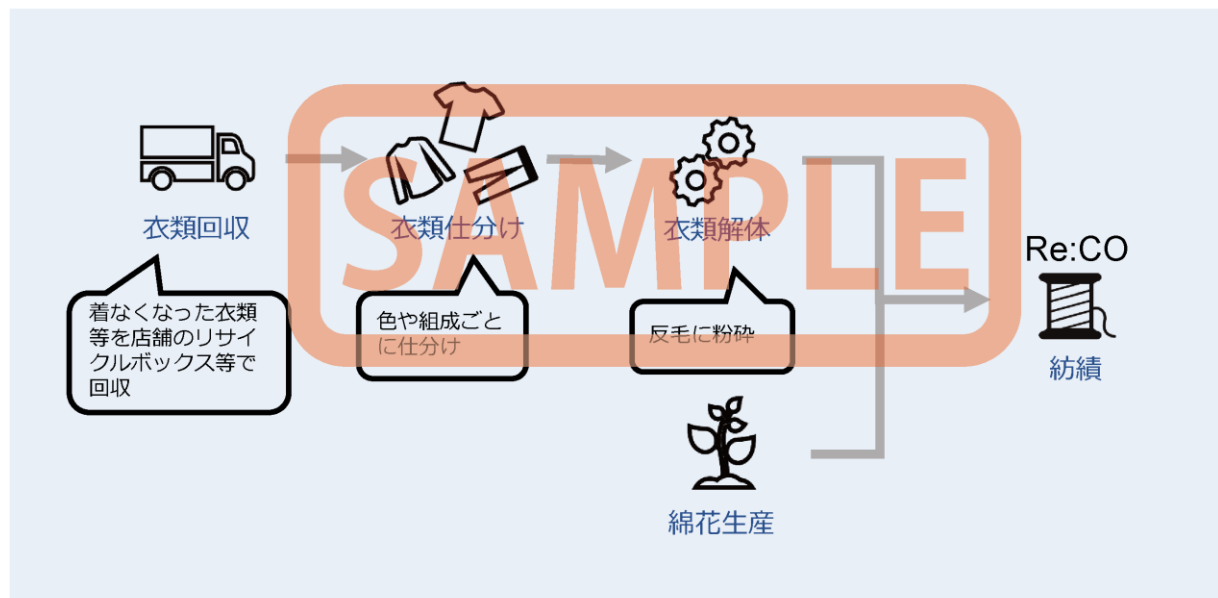 衣類回収
衣類仕分け
衣類解体
着なくなった衣類
等を店舗のリサイ
クルボックス等で
回収
色や組成ごと
に仕分け
反毛に粉砕
綿花生産
Re:CO
紡績
SAMPLE